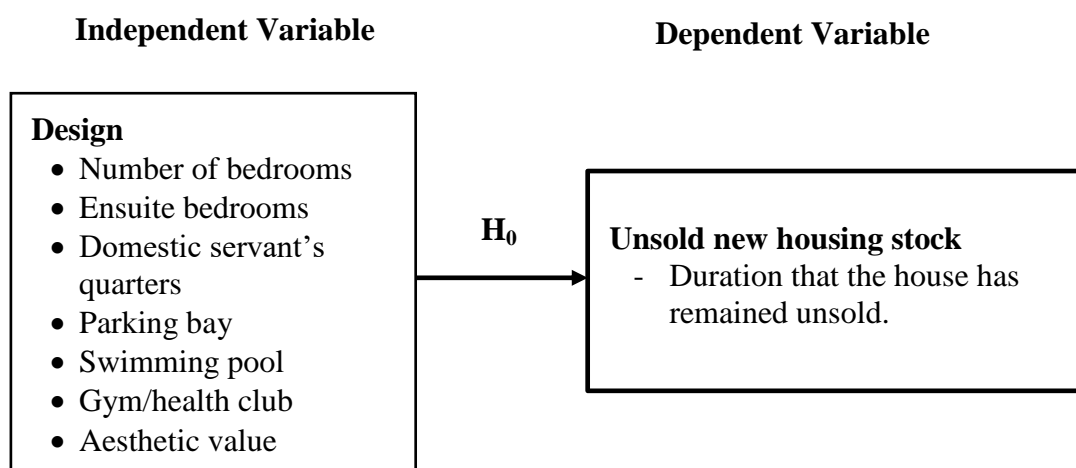 Independent Variable
Dependent Variable
Design
• Number of bedrooms
• Ensuite bedrooms
• Domestic servant’s
quarters
• Parking bay
• Swimming pool
• Gym/health club
• Aesthetic value
H₀
Unsold new housing stock
- Duration that the house has
remained unsold.